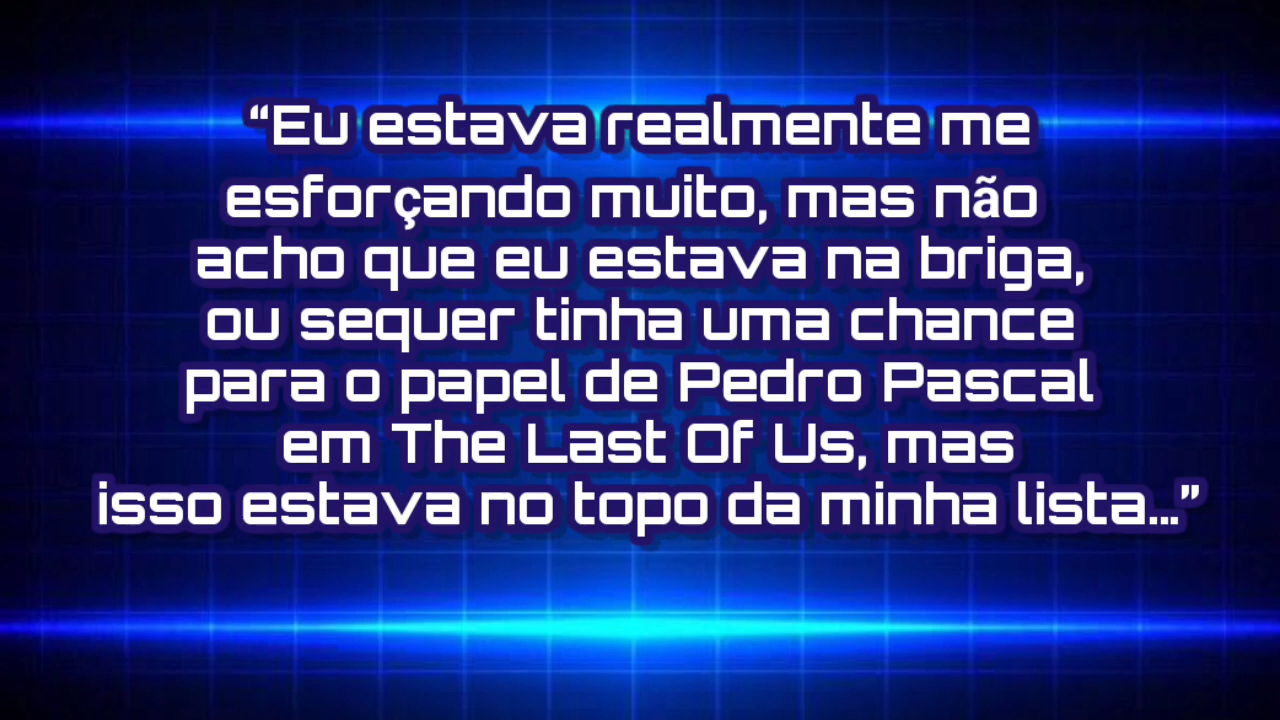 “Eu estava realmente me
esforçando muito, mas não
acho que eu estava na briga,
ou sequer tinha uma chance
para o papel de Pedro Pascal
em The Last Of Us, mas
isso estava no topo da minha lista...”